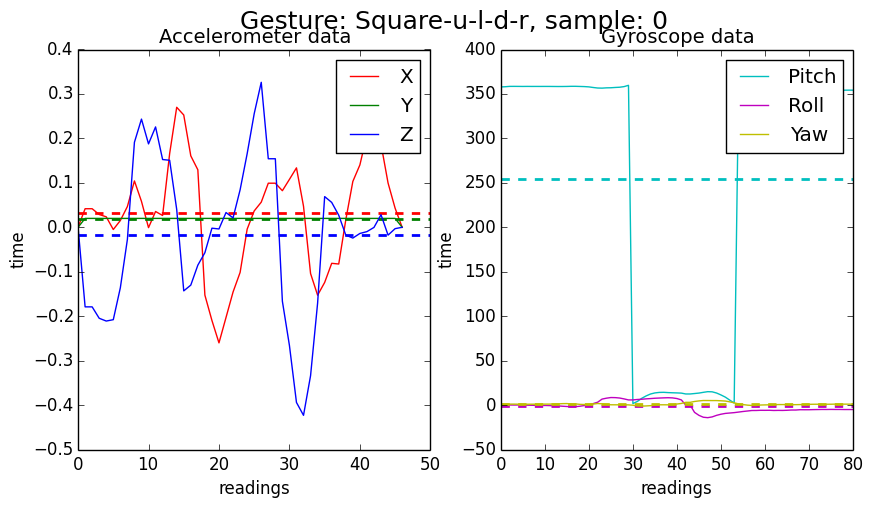 Gesture: Square-u-l-d-r, sample: 0
Accelerometer data
Gyroscope data
0.4
0.3
0.2
0.1
0.0
−0.1
−0.2
−0.3
−0.4
−0.5
time
0
10
20
30
40
50
readings
X
Y
Z
400
350
300
250
200
150
100
50
0
−50
time
0
10
20
30
40
50
60
70
80
readings
Pitch
Roll
Yaw